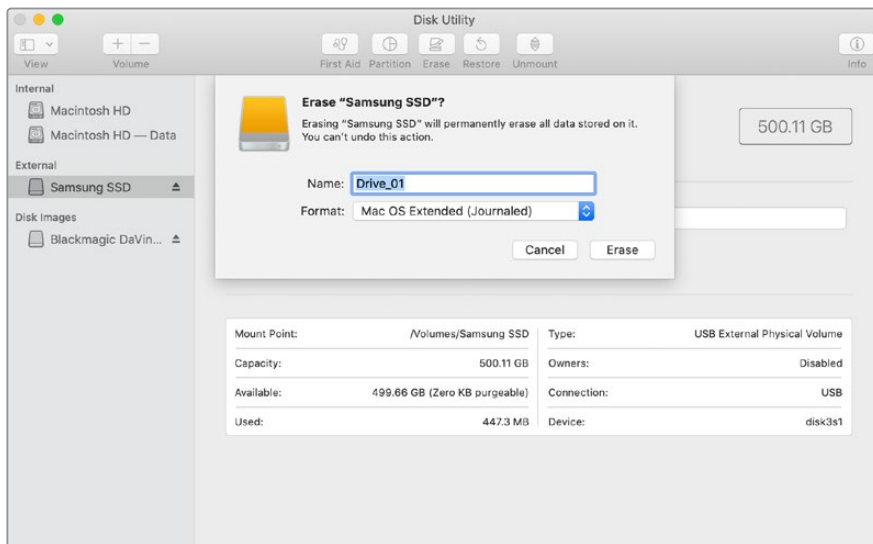 Disk Utility
View
Volume
First Aid
Partition
Erase
Restore
Unmount
Info
Internal
Macintosh HD
Macintosh HD — Data
External
Samsung SSD
Disk Images
Blackmagic DaVin...
Erase “Samsung SSD”?
Erasing “Samsung SSD” will permanently erase all data stored on it.
You can't undo this action.
Name: Drive_01
Format: Mac OS Extended (Journaled)
Cancel
Erase
500.11 GB
Mount Point: /Volumes/Samsung SSD
Type: USB External Physical Volume
Capacity: 500.11 GB
Owners: Disabled
Available: 499.66 GB (Zero KB purgeable)
Connection: USB
Used: 447.3 MB
Device: disk3s1